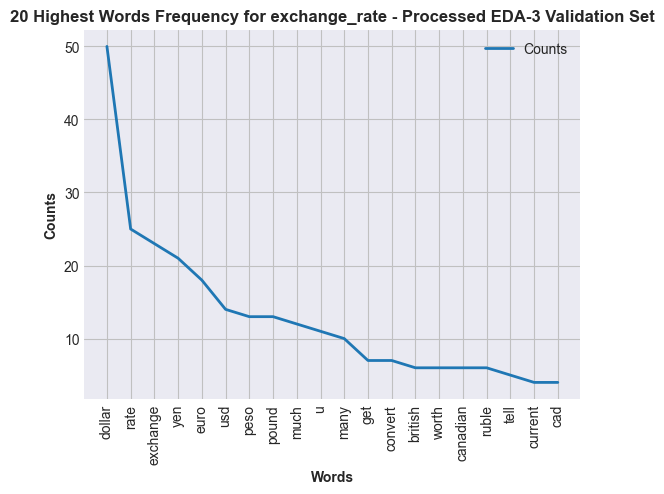 20 Highest Words Frequency for exchange_rate - Processed EDA-3 Validation Set
Counts
50
40
30
20
10
Counts
dollar
rate
exchange
yen
euro
usd
peso
pound
much
u
many
get
convert
british
worth
canadian
ruble
tell
current
cad
Words